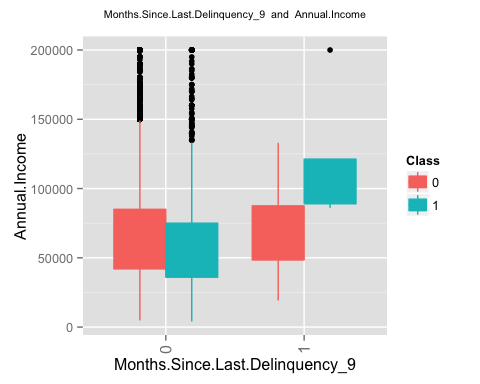 Months.Since.Last.Delinquency_9 and Annual.Income
200000
150000
100000
50000
0
Annual.Income
0
1
Months.Since.Last.Delinquency_9
Class
0
1